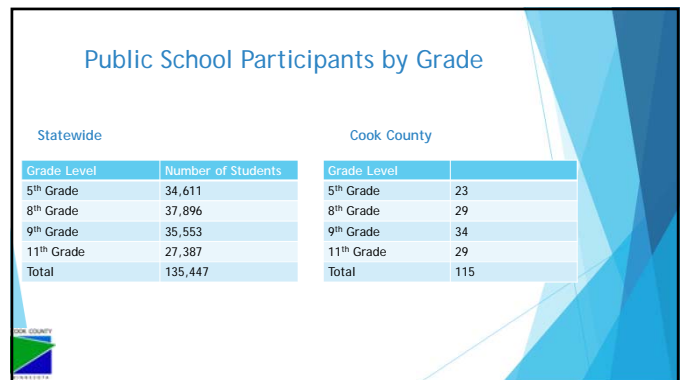 Public School Participants by Grade
Statewide
Grade Level Number of Students
5th Grade 34,611
8th Grade 37,896
9th Grade 35,553
11th Grade 27,387
Total 135,447
Cook County
Grade Level
5th Grade 23
8th Grade 29
9th Grade 34
11th Grade 29
Total 115
COOK COUNTY
MINNESOTA